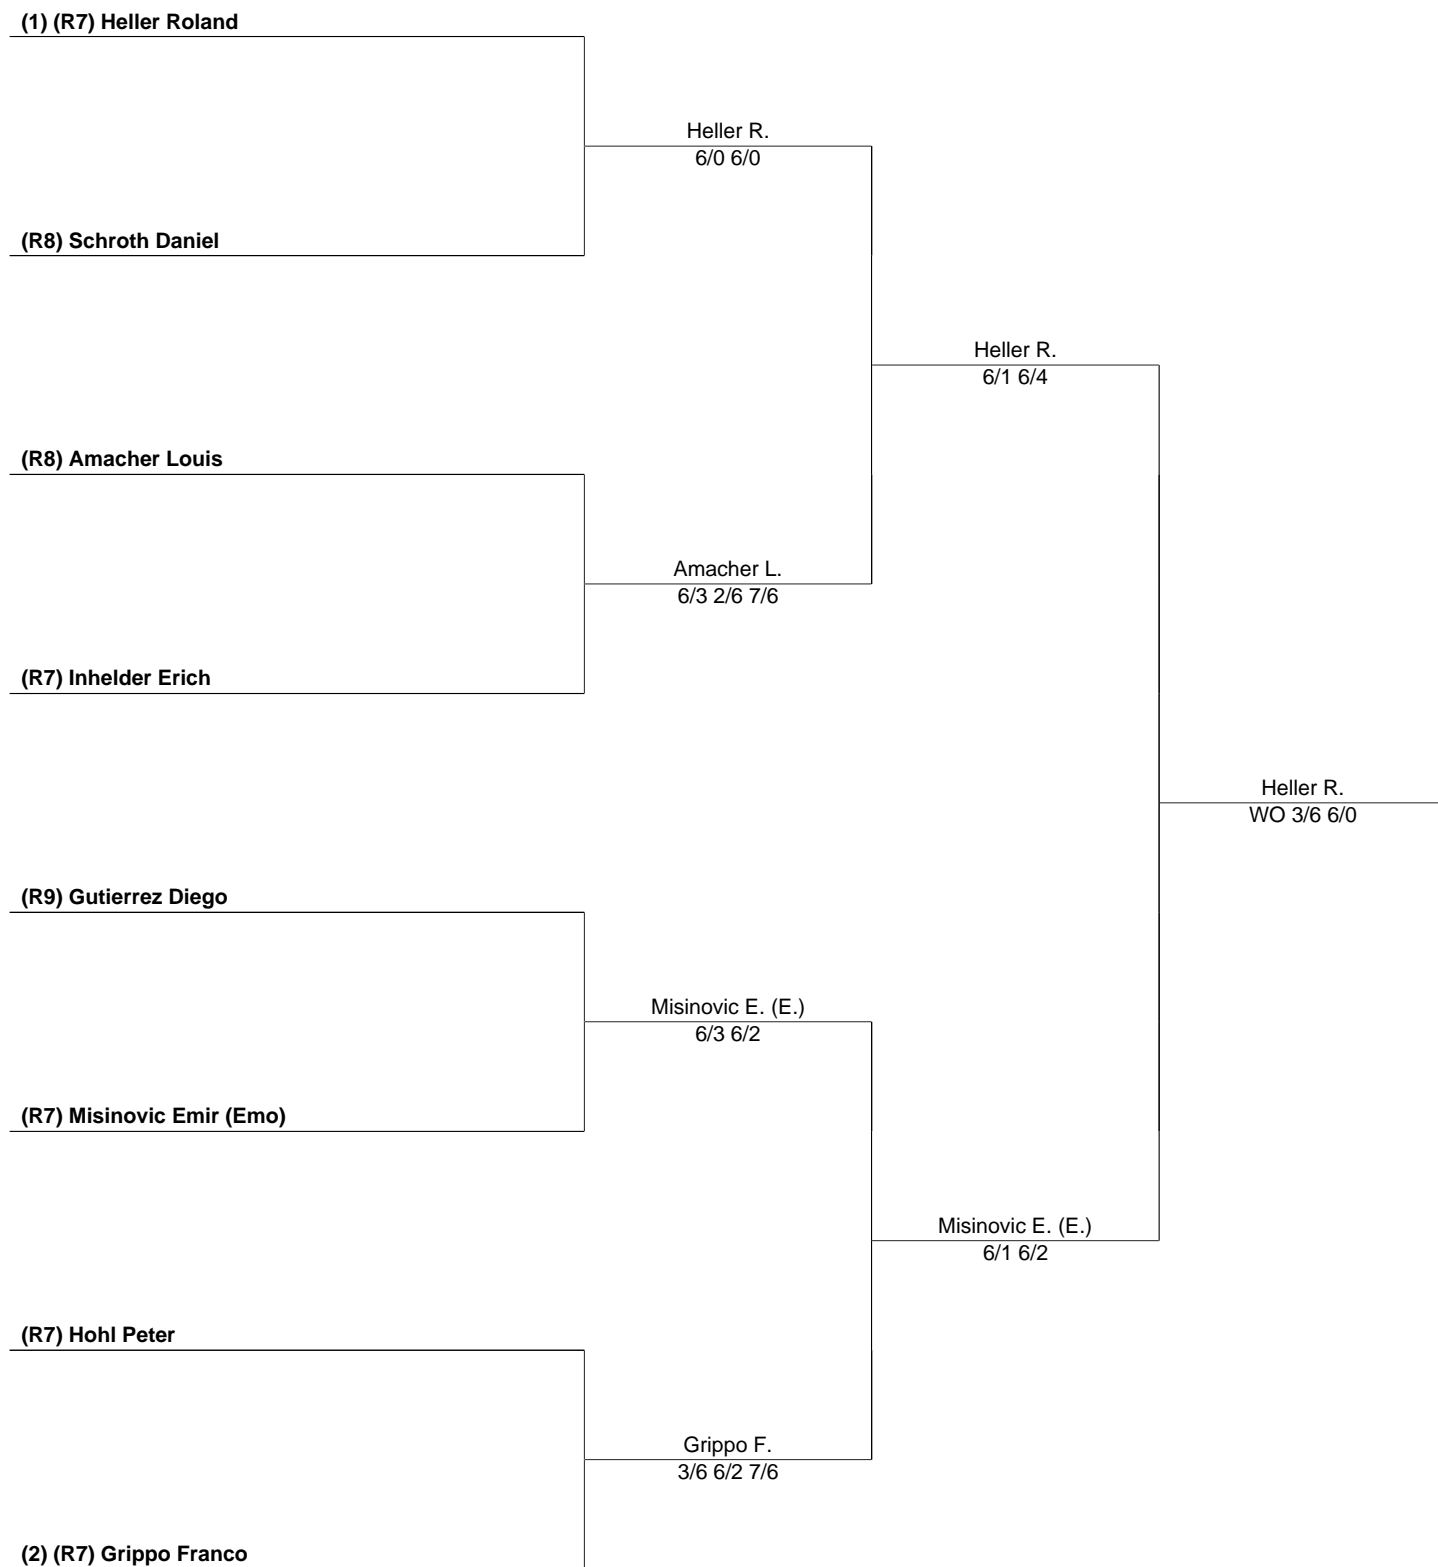 (1) (R7) Heller Roland
Heller R.
6/0 6/0
(R8) Schroth Daniel
Heller R.
6/1 6/4
(R8) Amacher Louis
Amacher L.
6/3 2/6 7/6
(R7) Inhelder Erich
Heller R.
WO 3/6 6/0
(R9) Gutierrez Diego
Misinovic E. (E.)
6/3 6/2
(R7) Misinovic Emir (Emo)
Misinovic E. (E.)
6/1 6/2
(R7) Hohl Peter
Grippo F.
3/6 6/2 7/6
(2) (R7) Grippo Franco